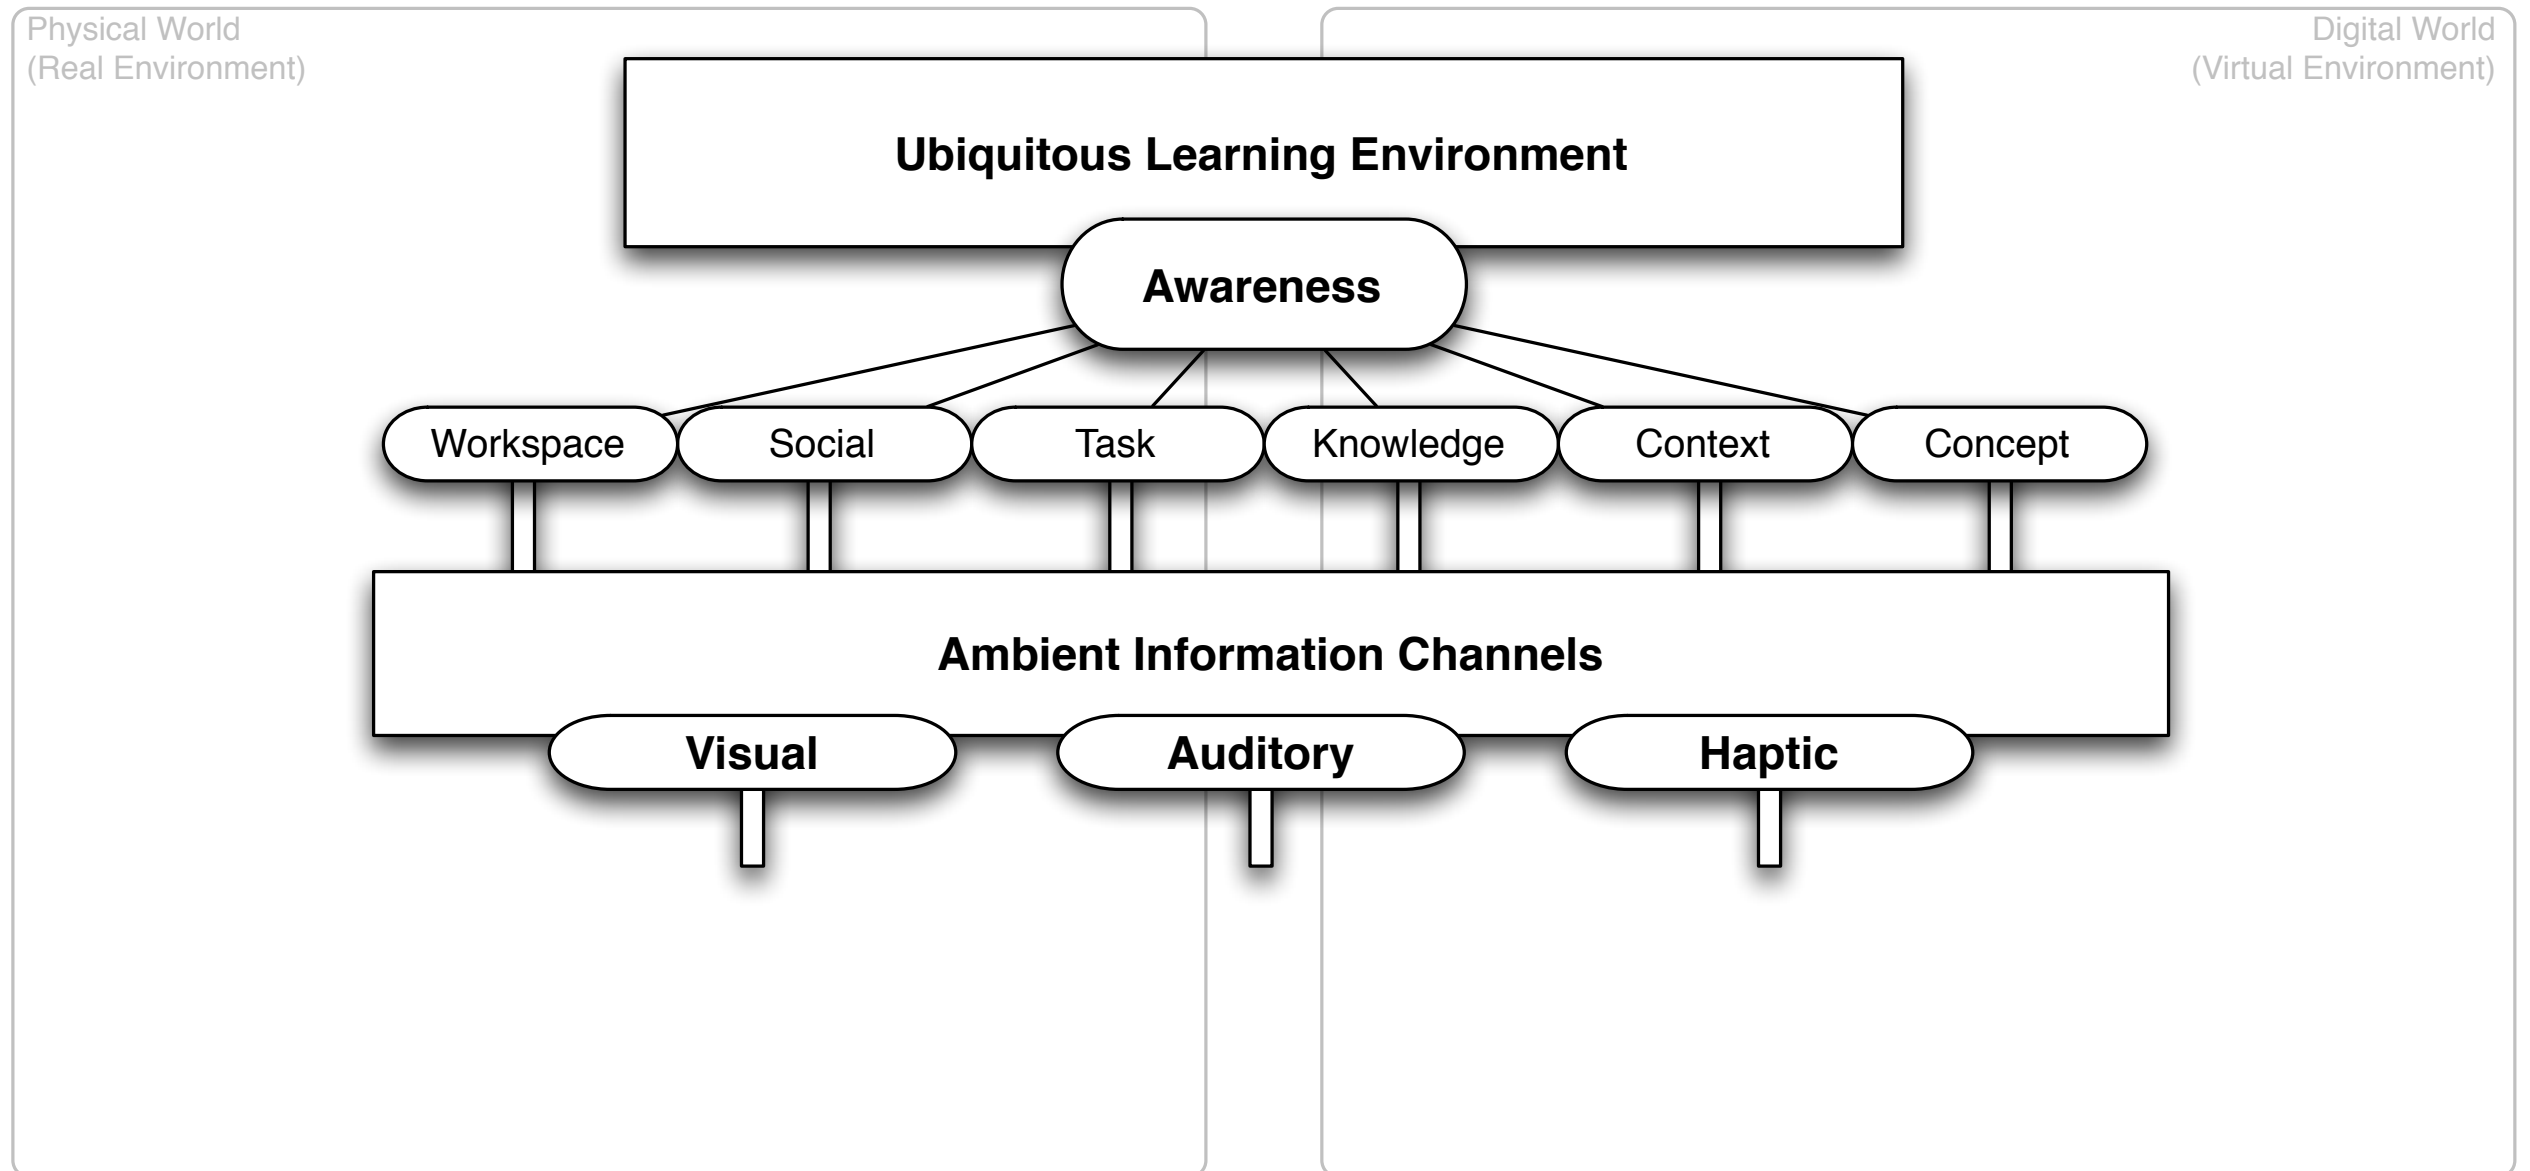 Physical World
(Real Environment)
Digital World
(Virtual Environment)
Ubiquitous Learning Environment
Awareness
Workspace
Social
Task
Knowledge
Context
Concept
Ambient Information Channels
Visual
Auditory
Haptic